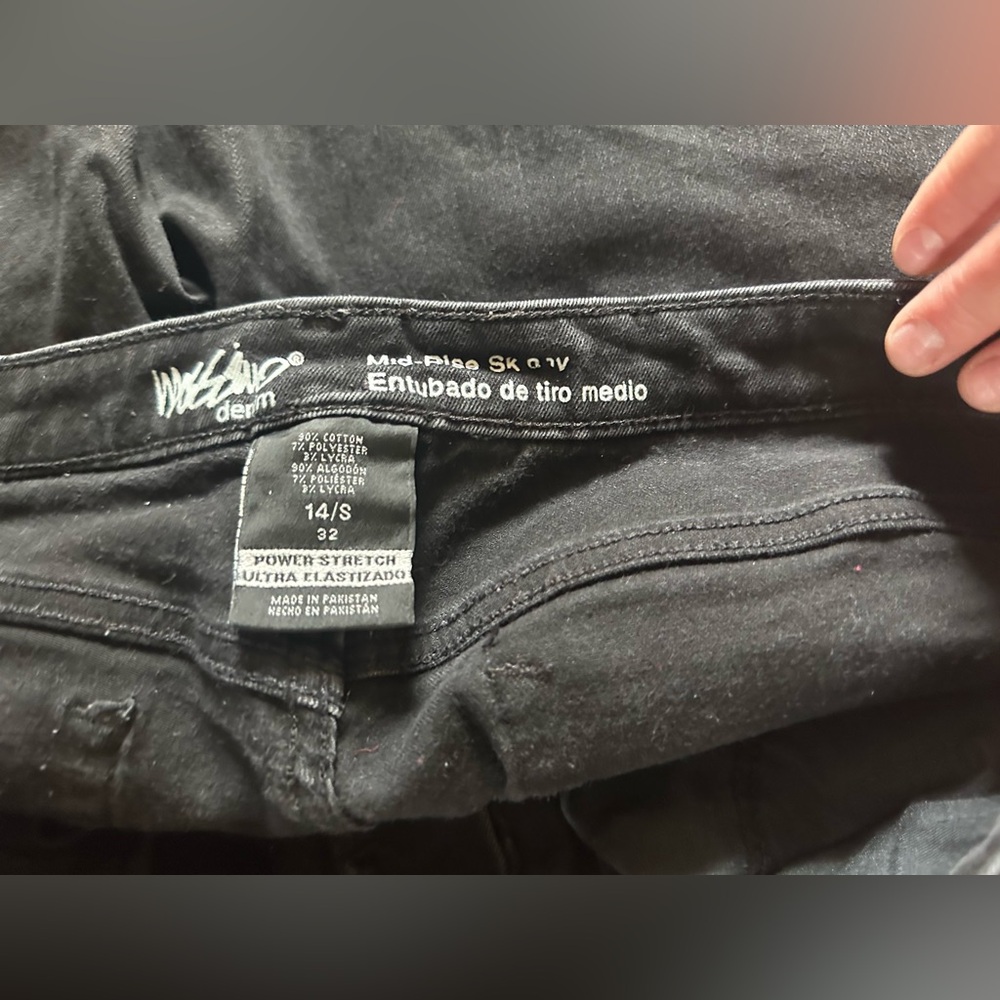 Mossimo®
denim
Mid-Rise
Entubado de tiro medio
90% COTTON
7% POLYESTER
3% LYCRA
90% ALGODÓN
7% POLIÉSTER
3% LYCRA
14/S
32
POWER STRETCH
ULTRA ELASTIZADO
MADE IN PAKISTAN
HECHO EN PAKISTÁN